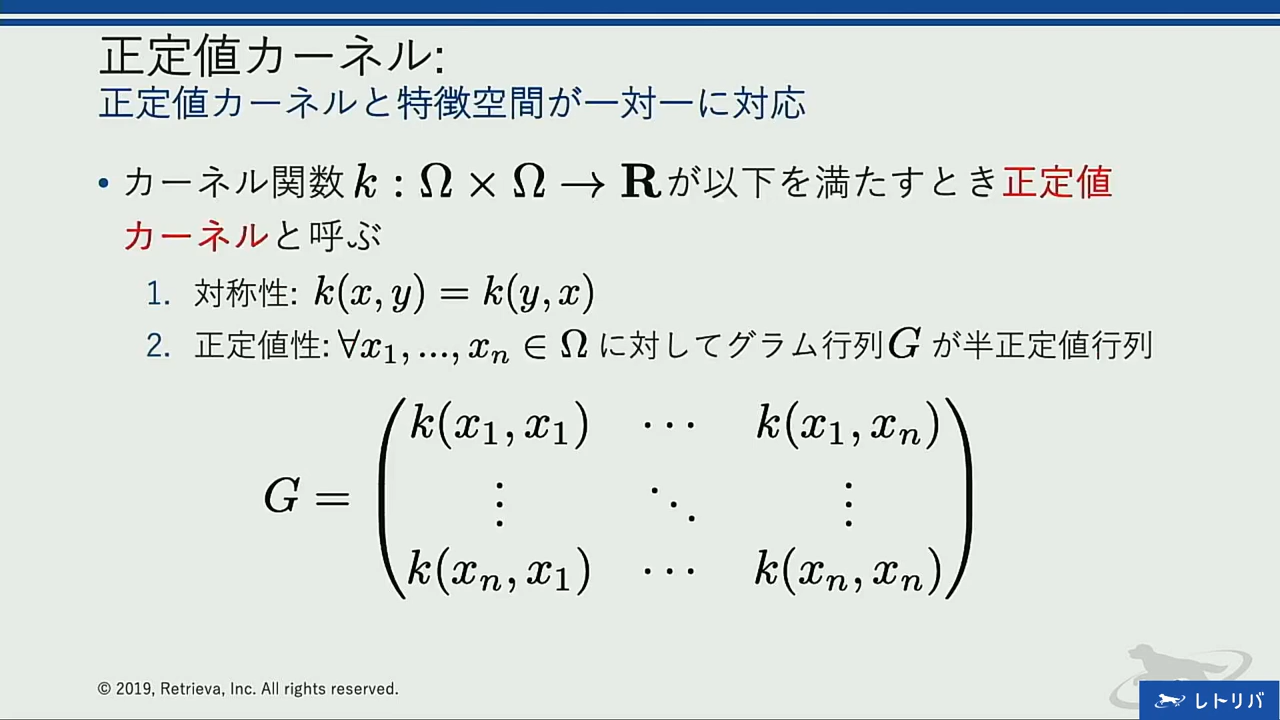 正定値カーネル:
正定値カーネルと特徴空間が一対一に対応
• カーネル関数 k : Ω × Ω → R が以下を満たすとき正定値
カーネルと呼ぶ
1. 対称性: k(x, y) = k(y, x)
2. 正定値性: ∀x₁, ..., xₙ ∈ Ω に対してグラム行列 G が半正定値行列
k(x₁, x₁) ⋯ k(x₁, xₙ)
G = ⋮ ⋱ ⋮
k(xₙ, x₁) ⋯ k(xₙ, xₙ)
© 2019, Retrieva, Inc. All rights reserved.
レトリバ